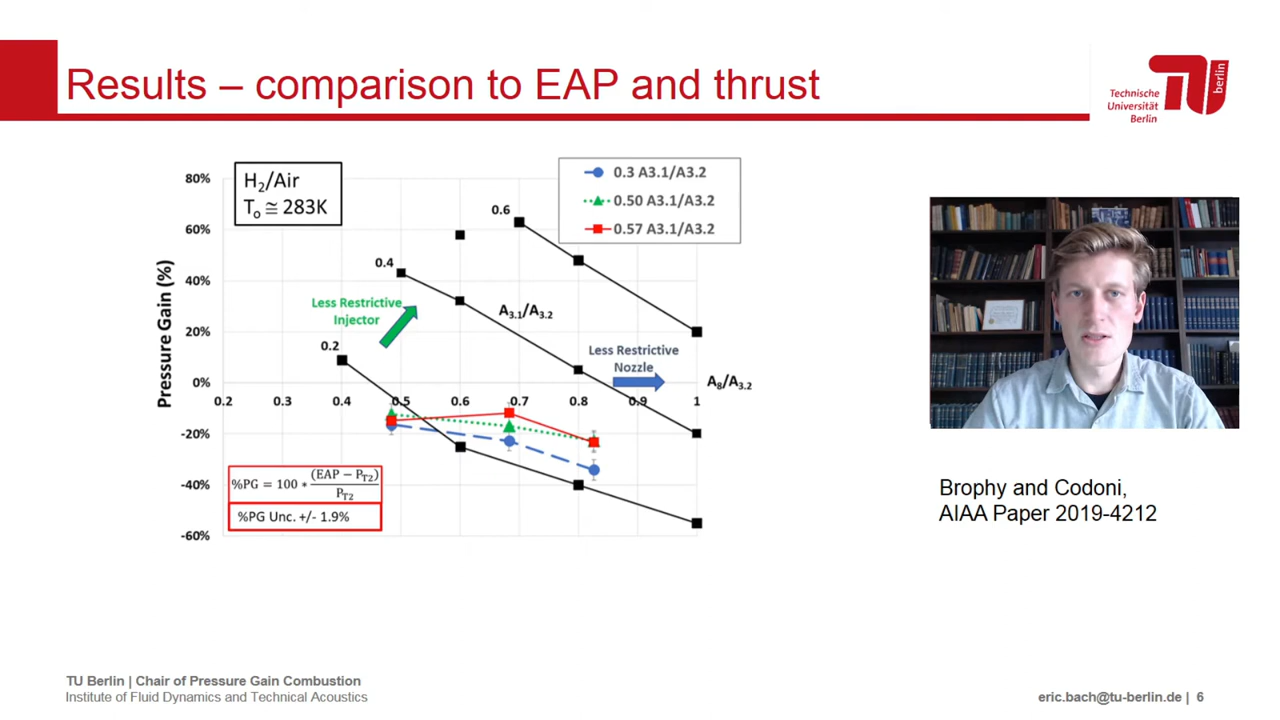 Results – comparison to EAP and thrust
Technische
Universität
Berlin
berlin
H2/Air
To ≅ 283K
0.3 A3.1/A3.2
0.50 A3.1/A3.2
0.57 A3.1/A3.2
Pressure Gain (%)
80%
60%
40%
20%
0%
-20%
-40%
-60%
0.2
0.3
0.4
0.5
0.6
0.7
0.8
0.9
1
0.6
0.4
0.2
Less Restrictive
Injector
A3.1/A3.2
Less Restrictive
Nozzle
A8/A3.2
%PG = 100 * (EAP − PT2) / PT2
%PG Unc. +/- 1.9%
Brophy and Codoni,
AIAA Paper 2019-4212
TU Berlin | Chair of Pressure Gain Combustion
Institute of Fluid Dynamics and Technical Acoustics
eric.bach@tu-berlin.de | 6